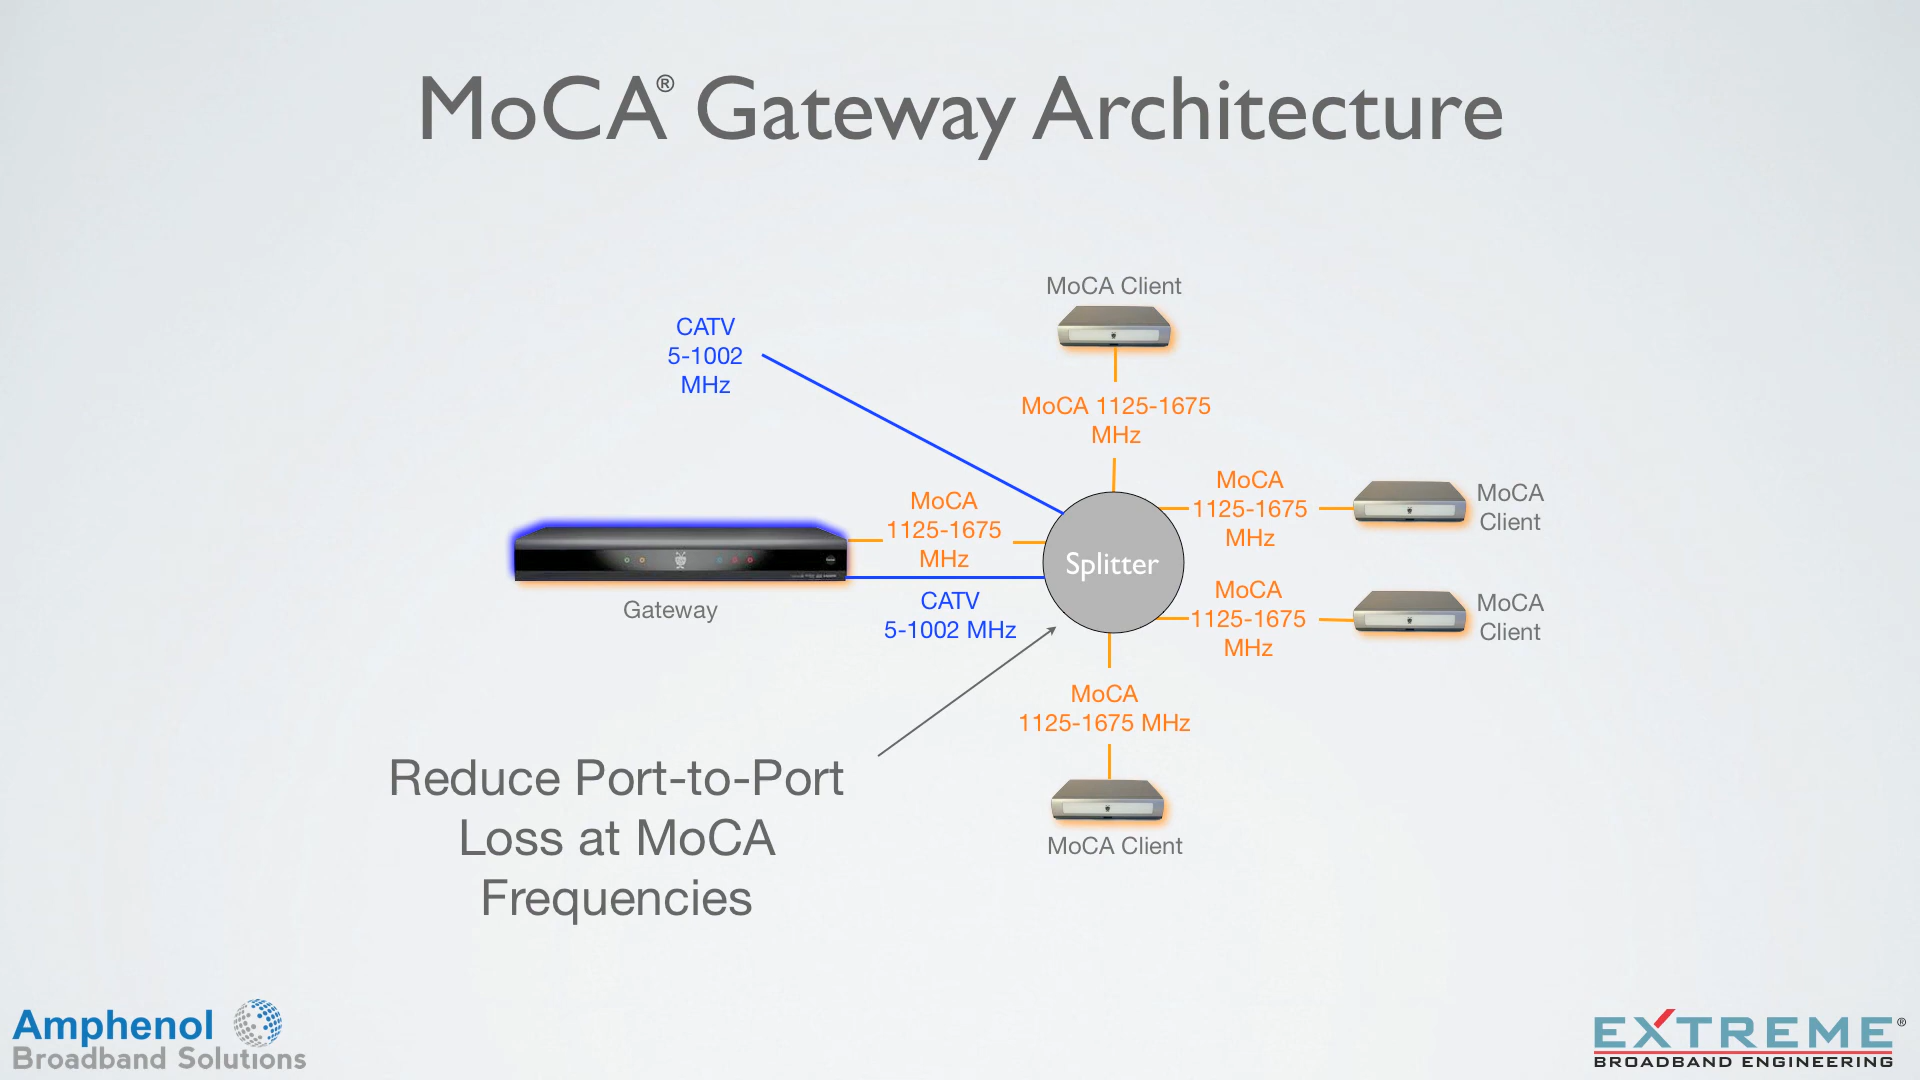 MoCA® Gateway Architecture
MoCA Client
CATV
5-1002
MHz
MoCA 1125-1675
MHz
MoCA
1125-1675
MHz
MoCA
Client
MoCA
1125-1675
MHz
Splitter
CATV
5-1002 MHz
Gateway
MoCA
1125-1675
MHz
MoCA
Client
MoCA
1125-1675 MHz
MoCA Client
Reduce Port-to-Port
Loss at MoCA
Frequencies
Amphenol
Broadband Solutions
EXTREME®
BROADBAND ENGINEERING